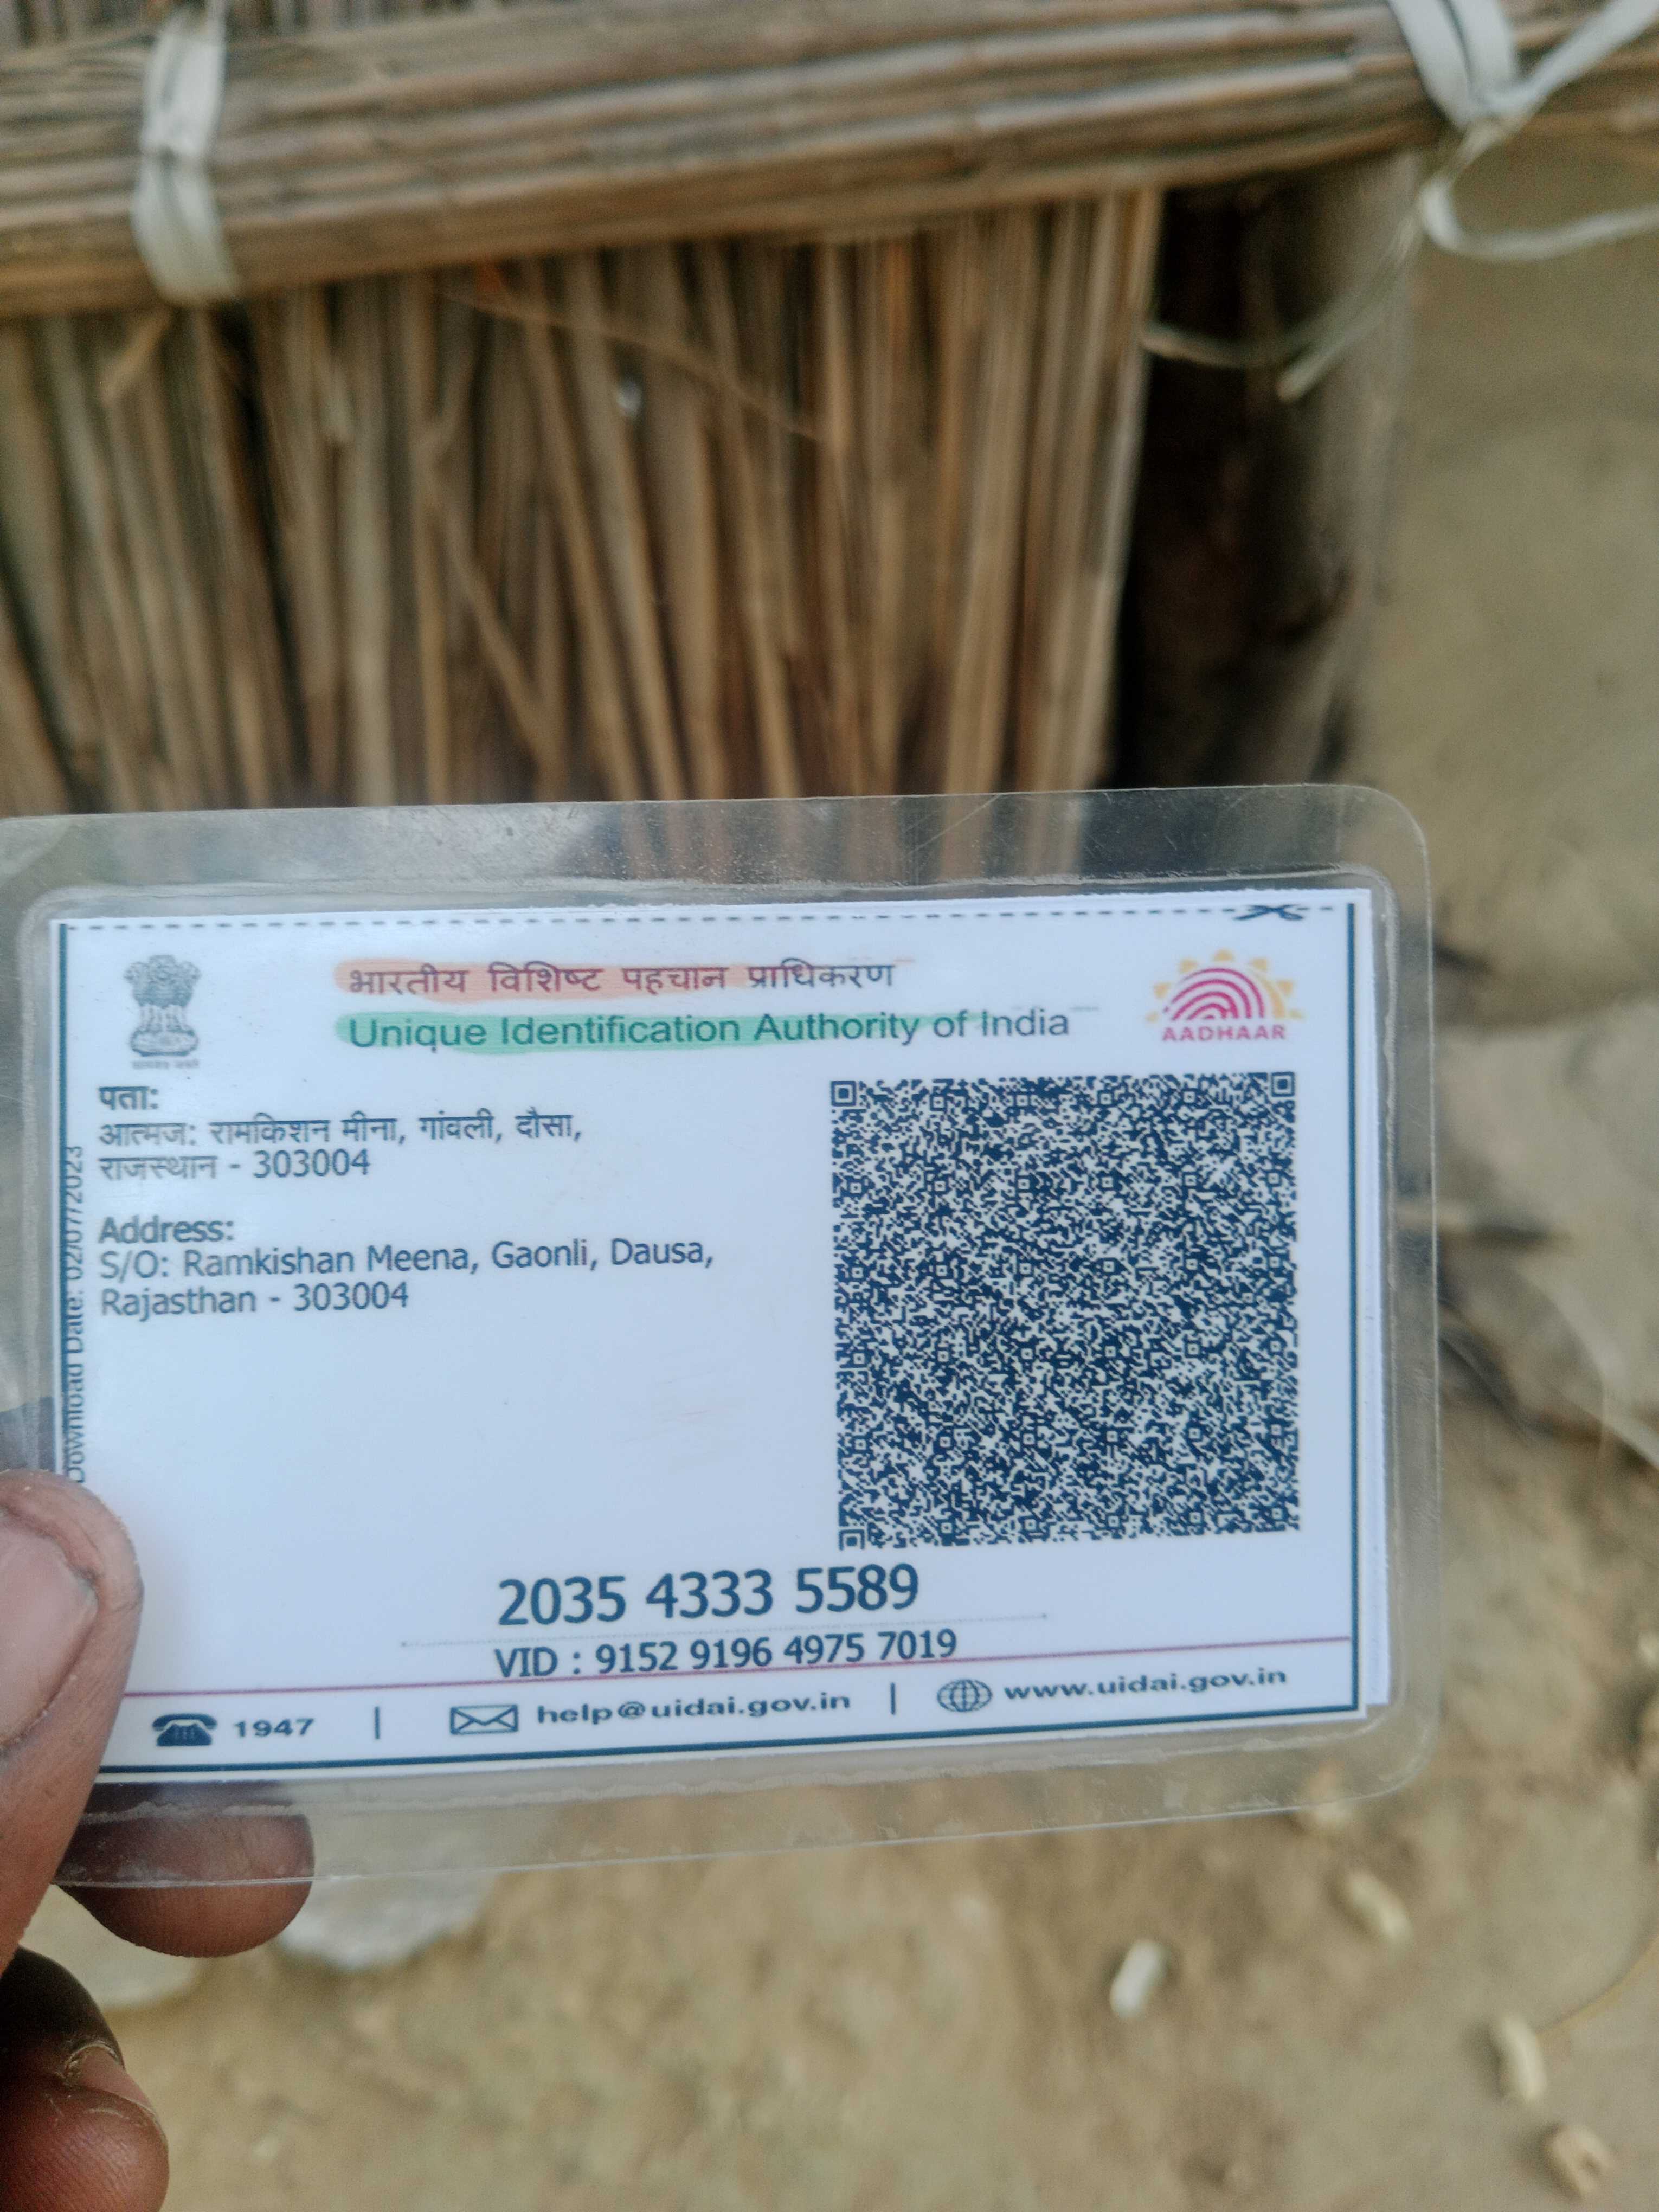 भारतीय विशिष्ट पहचान प्राधिकरण
Unique Identification Authority of India
AADHAAR
पता:
आत्मज: रामकिशन मीना, गांवली, दौसा,
राजस्थान - 303004
Address:
S/O: Ramkishan Meena, Gaonli, Dausa,
Rajasthan - 303004
Download Date: 02/07/2023
2035 4333 5589
VID : 9152 9196 4975 7019
1947 | help@uidai.gov.in | www.uidai.gov.in